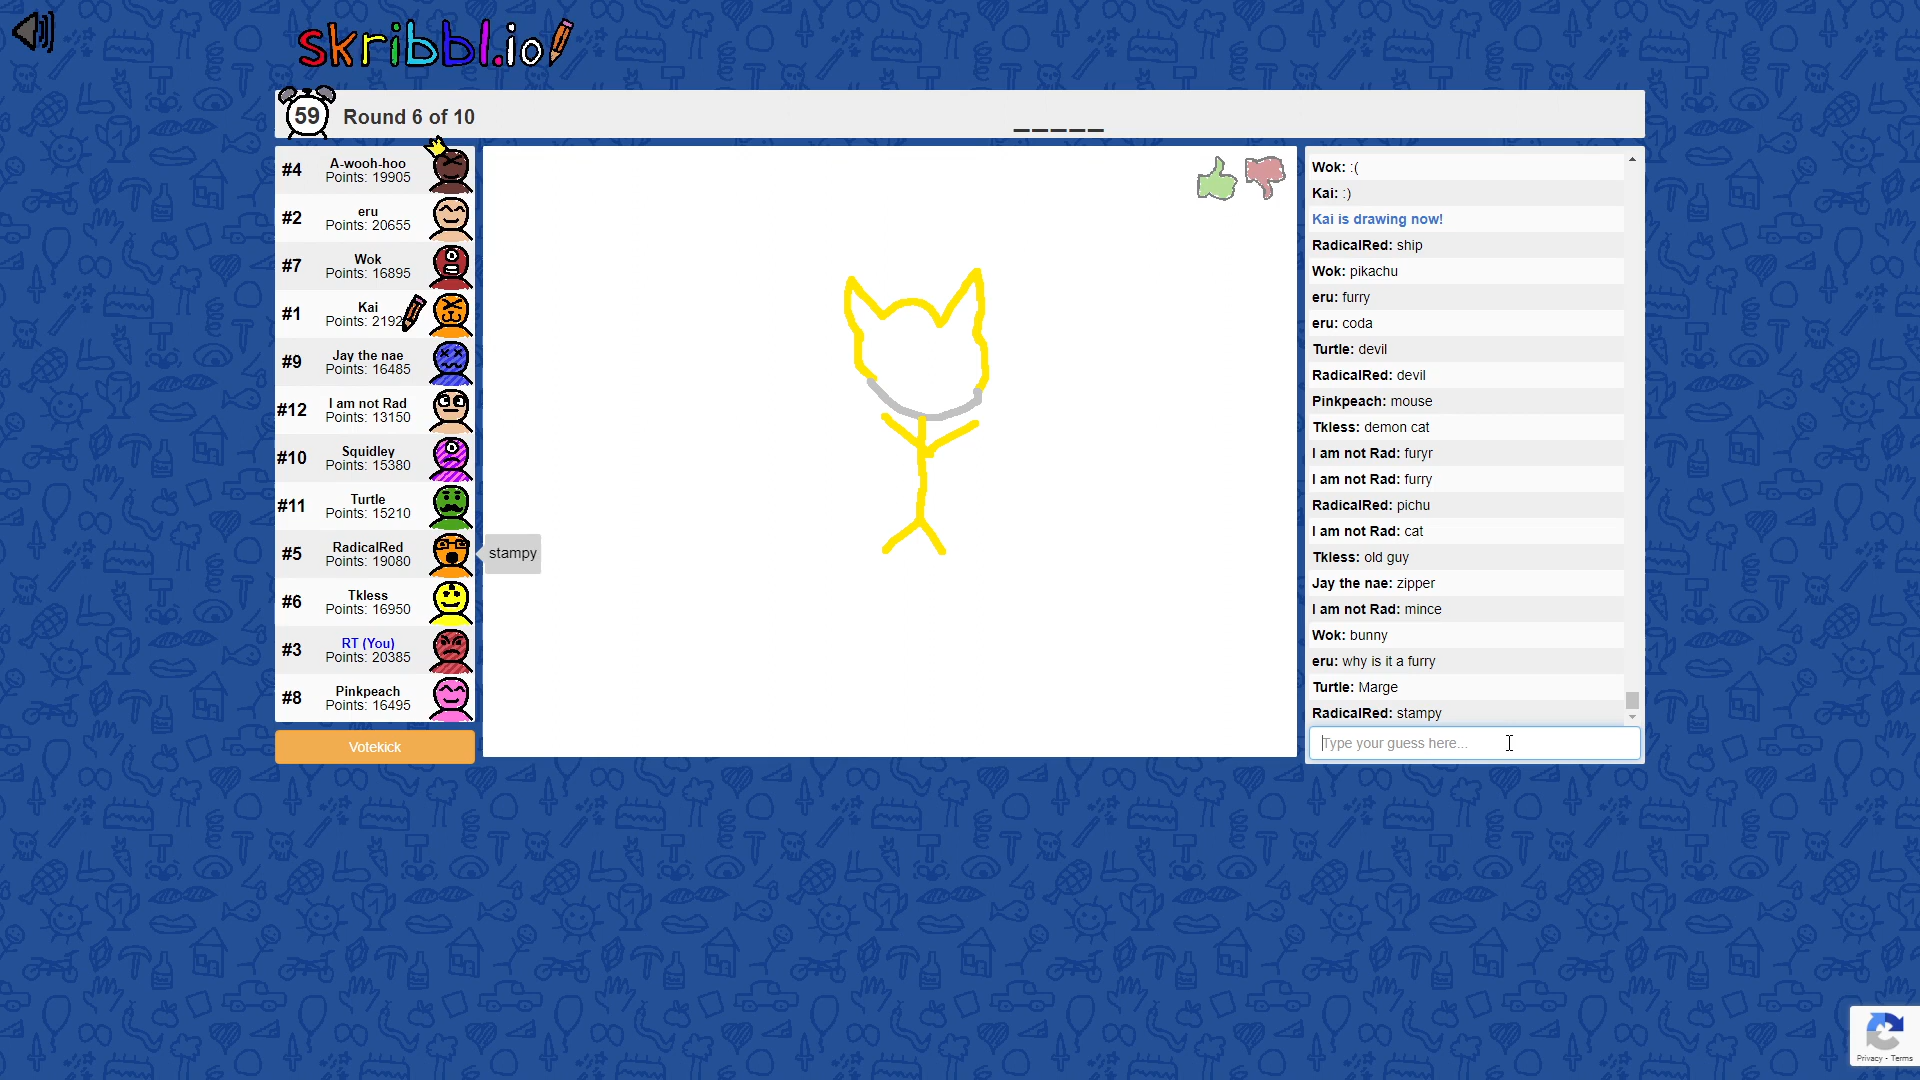 skribbl.io
59
Round 6 of 10
_____
#4
A-wooh-hoo
Points: 19905
#2
eru
Points: 20655
#7
Wok
Points: 16895
#1
Kai
Points: 2192
#9
Jay the nae
Points: 16485
#12
I am not Rad
Points: 13150
#10
Squidley
Points: 15380
#11
Turtle
Points: 15210
#5
RadicalRed
Points: 19080
stampy
#6
Tkless
Points: 16950
#3
RT (You)
Points: 20385
#8
Pinkpeach
Points: 16495
Votekick
Wok: :(
Kai: :)
Kai is drawing now!
RadicalRed: ship
Wok: pikachu
eru: furry
eru: coda
Turtle: devil
RadicalRed: devil
Pinkpeach: mouse
Tkless: demon cat
I am not Rad: furyr
I am not Rad: furry
RadicalRed: pichu
I am not Rad: cat
Tkless: old guy
Jay the nae: zipper
I am not Rad: mince
Wok: bunny
eru: why is it a furry
Turtle: Marge
RadicalRed: stampy
Type your guess here...
Privacy - Terms